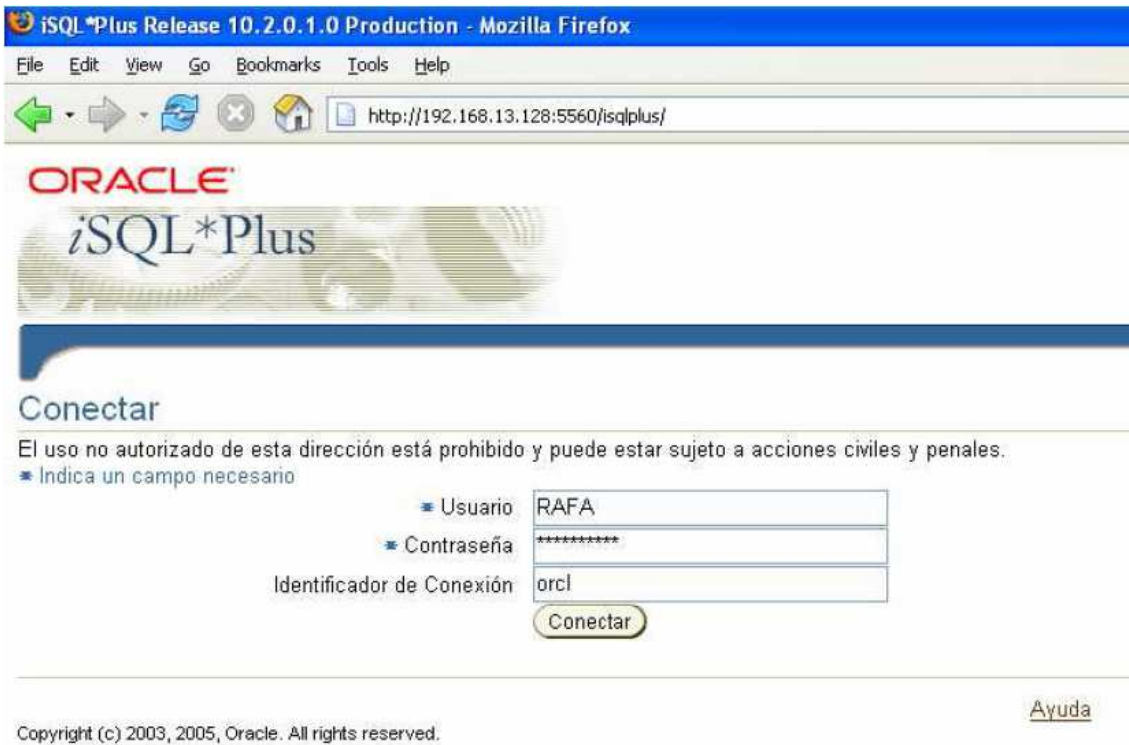 iSQL*Plus Release 10.2.0.1.0 Production - Mozilla Firefox
File Edit View Go Bookmarks Tools Help
http://192.168.13.128:5560/isqlplus/
ORACLE
iSQL*Plus
Conectar
El uso no autorizado de esta dirección está prohibido y puede estar sujeto a acciones civiles y penales.
* Indica un campo necesario
* Usuario RAFA
* Contraseña **********
Identificador de Conexión orcl
Conectar
Ayuda
Copyright (c) 2003, 2005, Oracle. All rights reserved.